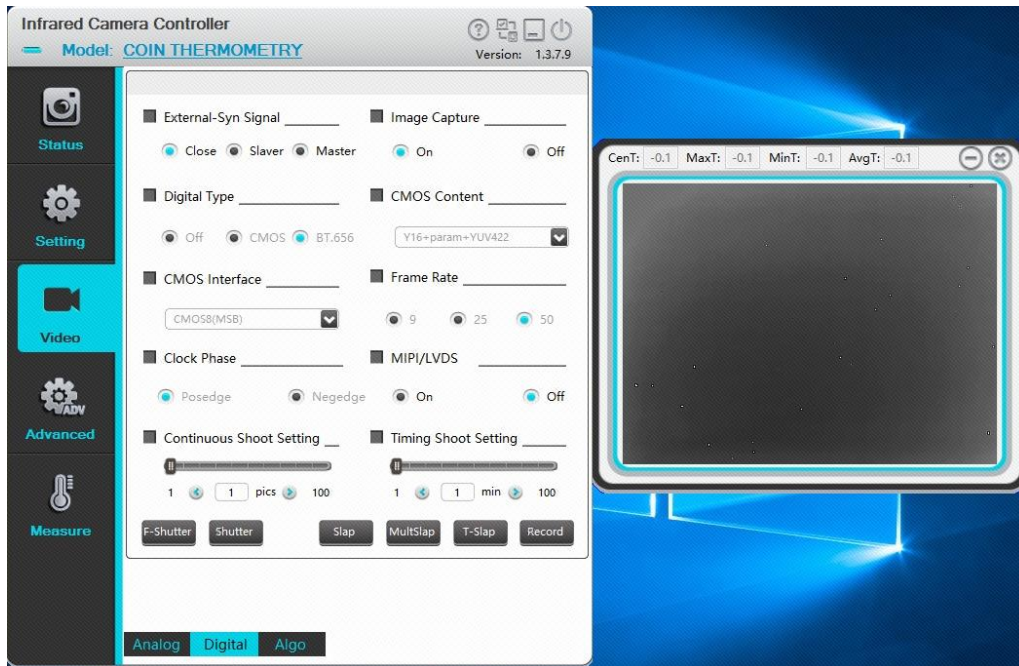 Infrared Camera Controller
Model: COIN THERMOMETRY
Version: 1.3.7.9
Status
Setting
Video
Advanced
ADV
Measure
External-Syn Signal
Close Slaver Master
Image Capture
On Off
Digital Type
Off CMOS BT.656
CMOS Content
Y16+param+YUV422
CMOS Interface
CMOS8(MSB)
Frame Rate
9 25 50
Clock Phase
Posedge Negedge
MIPI/LVDS
On Off
Continuous Shoot Setting
1 1 pics 100
Timing Shoot Setting
1 1 min 100
F-Shutter Shutter Slap MultSlap T-Slap Record
Analog Digital Algo
CenT: -0.1 MaxT: -0.1 MinT: -0.1 AvgT: -0.1